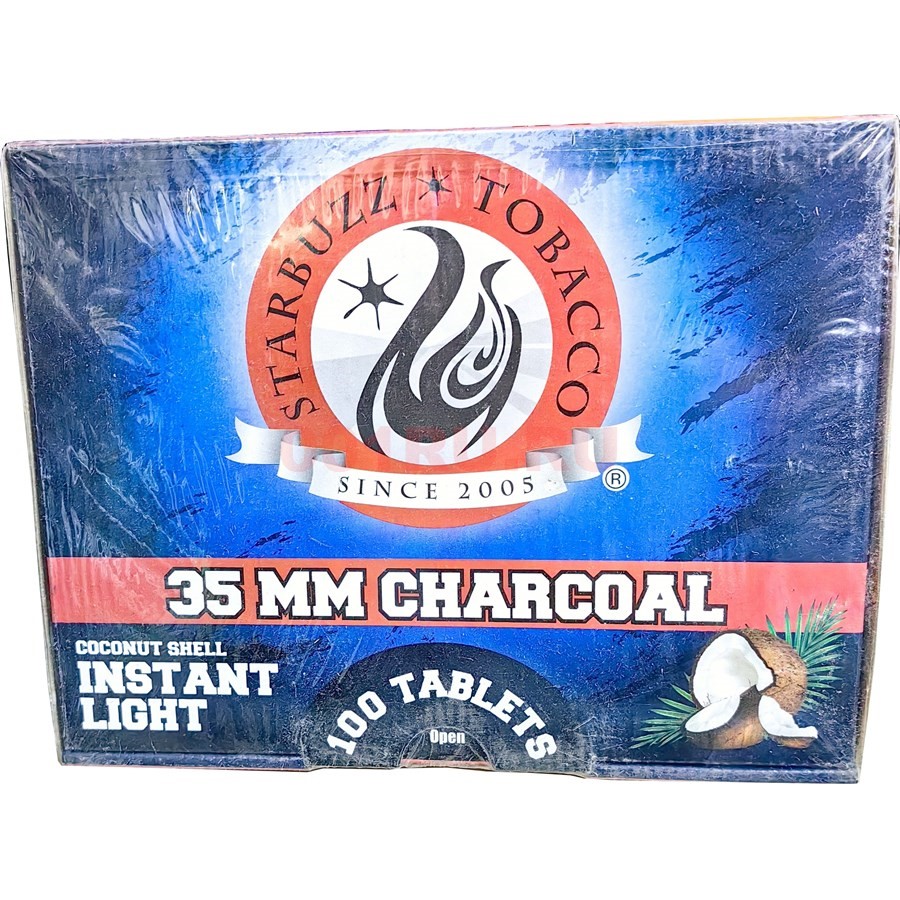 STARBUZZ ✶ TOBACCO
SINCE 2005
®
35 MM CHARCOAL
COCONUT SHELL
INSTANT
LIGHT
100 TABLETS
Open